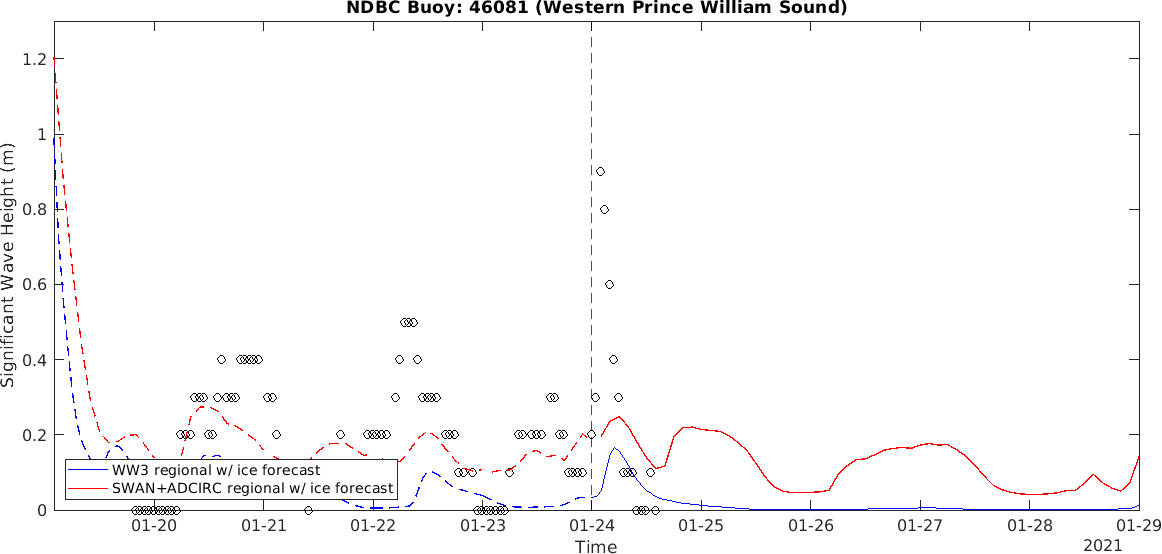 NDBC Buoy: 46081 (Western Prince William Sound)
Significant Wave Height (m)
1.2
1
0.8
0.6
0.4
0.2
0
WW3 regional w/ ice forecast
SWAN+ADCIRC regional w/ ice forecast
01-20 01-21 01-22 01-23 01-24 01-25 01-26 01-27 01-28 01-29
Time
2021